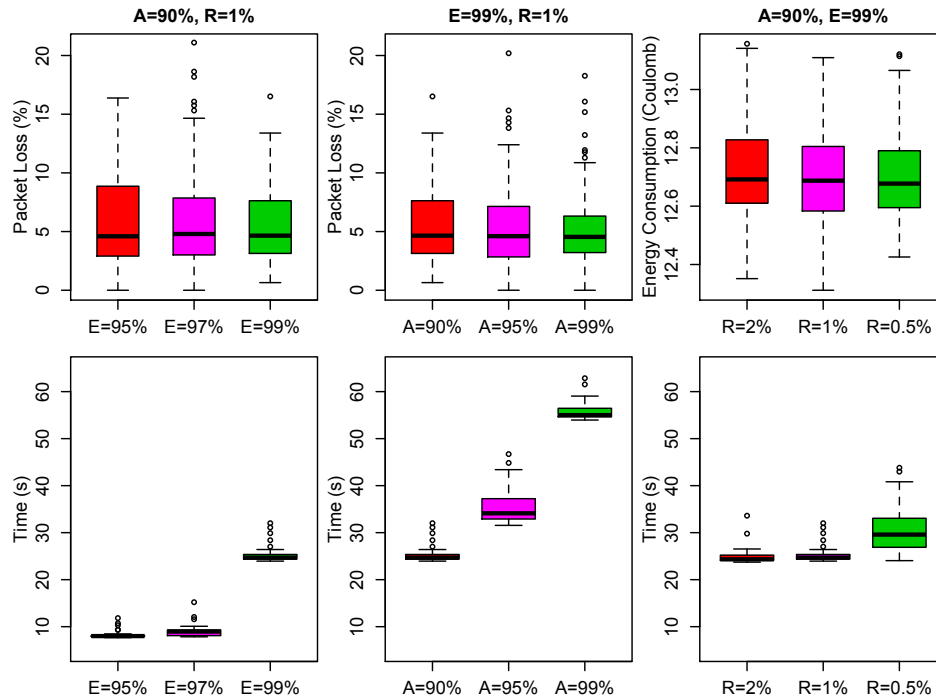 A=90%, R=1%
E=99%, R=1%
A=90%, E=99%
Packet Loss (%)
20
15
10
5
0
E=95% E=97% E=99%
Packet Loss (%)
20
15
10
5
0
A=90% A=95% A=99%
Energy Consumption (Coulomb)
13.0
12.8
12.6
12.4
R=2% R=1% R=0.5%
Time (s)
60
50
40
30
20
10
E=95% E=97% E=99%
Time (s)
60
50
40
30
20
10
A=90% A=95% A=99%
Time (s)
60
50
40
30
20
10
R=2% R=1% R=0.5%